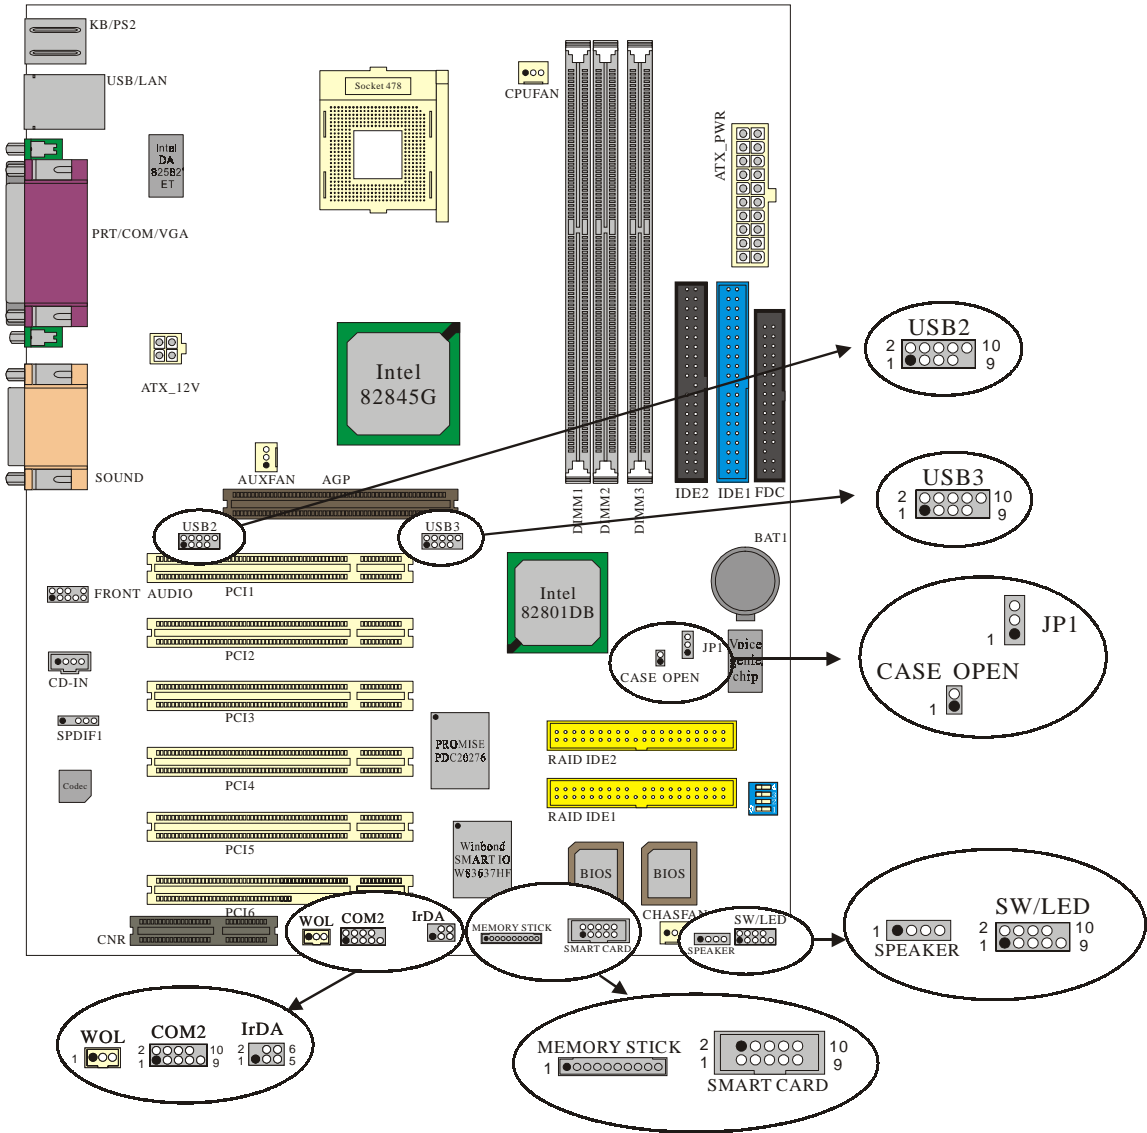 KB/PS2
USB/LAN
Socket 478
CPUFAN
ATX_PWR
Intel
DA
82562
ET
PRT/COM/VGA
ATX_12V
Intel
82845G
SOUND
AUXFAN
AGP
DIMM1
DIMM2
DIMM3
IDE2
IDE1
FDC
USB2
2
10
1
9
USB3
2
10
1
9
USB2
USB3
PCI1
FRONT AUDIO
Intel
82801DB
BAT1
PCI2
JP1
CASE OPEN
Voice
genie
chip
1
JP1
CASE OPEN
1
CD-IN
PCI3
SPDIF1
PROMISE
PDC20276
RAID IDE2
Codec
PCI4
RAID IDE1
PCI5
Winbond
SMART IO
W83637HF
BIOS
BIOS
PCI6
CNR
WOL
COM2
IrDA
MEMORY STICK
SMART CARD
CHASFAN
SPEAKER
SW/LED
1
SPEAKER
SW/LED
2
10
1
9
WOL
1
COM2
2
10
1
9
IrDA
2
6
1
5
MEMORY STICK
1
2
10
1
9
SMART CARD